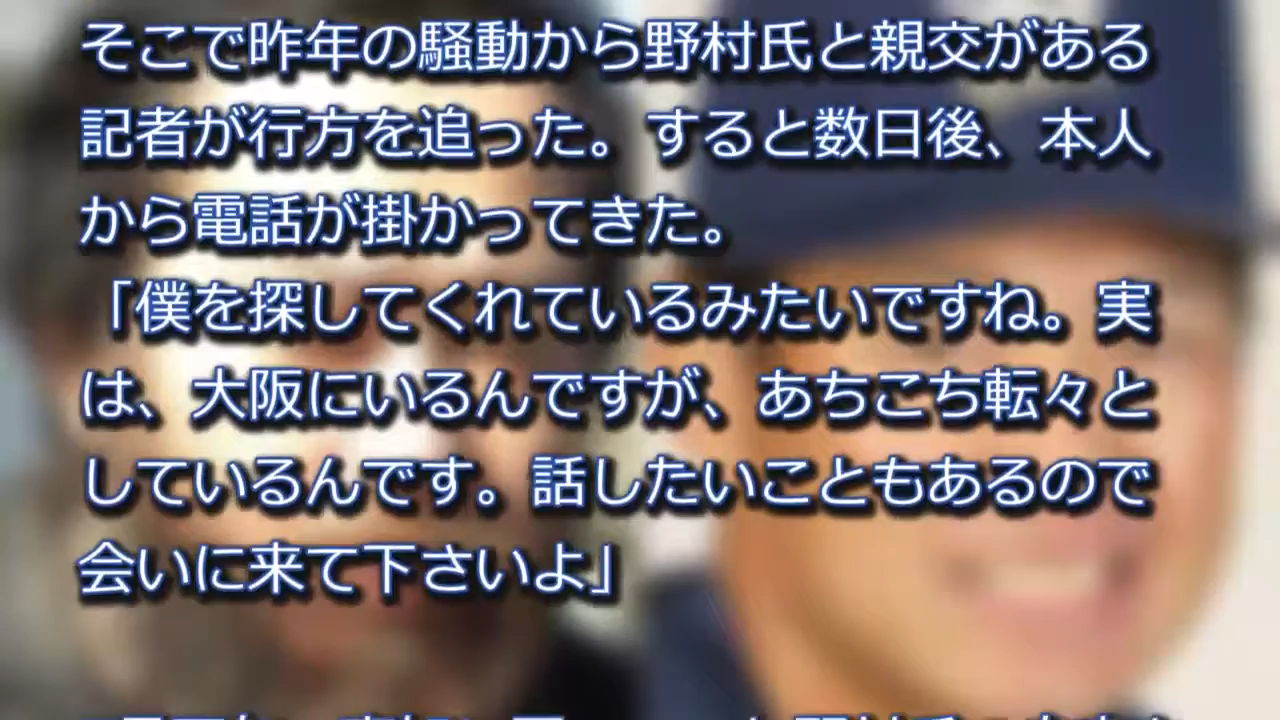 そこで昨年の騒動から野村氏と親交がある
記者が行方を追った。すると数日後、本人
から電話が掛かってきた。
「僕を探してくれているみたいですね。実
は、大阪にいるんですが、あちこち転々と
しているんです。話したいこともあるので
会いに来て下さいよ」